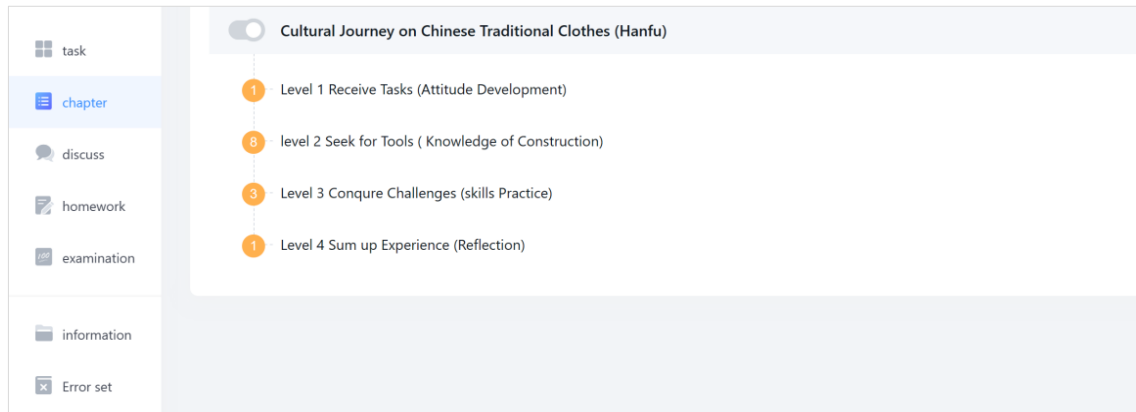 task
chapter
discuss
homework
examination
information
Error set
Cultural Journey on Chinese Traditional Clothes (Hanfu)
1 Level 1 Receive Tasks (Attitude Development)
8 level 2 Seek for Tools ( Knowledge of Construction)
3 Level 3 Conqure Challenges (skills Practice)
1 Level 4 Sum up Experience (Reflection)